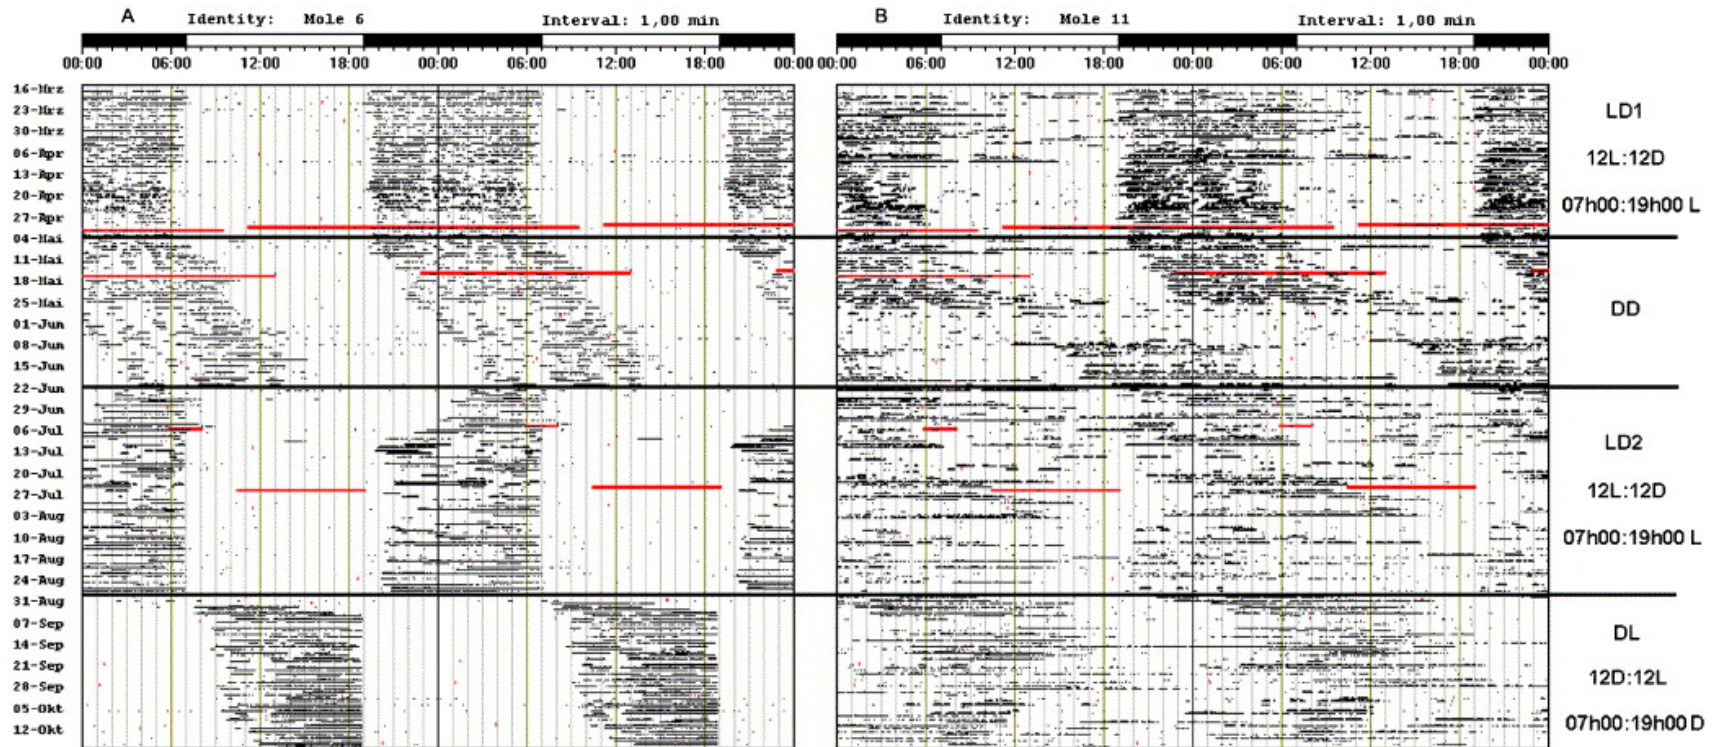 A Identity: Mole 6 Interval: 1,00 min B Identity: Mole 11 Interval: 1,00 min
00:00 06:00 12:00 18:00 00:00 06:00 12:00 18:00 00:00 00:00 06:00 12:00 18:00 00:00 06:00 12:00 18:00 00:00
16-Mrz
23-Mrz
30-Mrz
06-Apr
13-Apr
20-Apr
27-Apr
04-Mai
11-Mai
18-Mai
25-Mai
01-Jun
08-Jun
15-Jun
22-Jun
29-Jun
06-Jul
13-Jul
20-Jul
27-Jul
03-Aug
10-Aug
17-Aug
24-Aug
31-Aug
07-Sep
14-Sep
21-Sep
28-Sep
05-Okt
12-Okt
LD1
12L:12D
07h00:19h00 L
DD
LD2
12L:12D
07h00:19h00 L
DL
12D:12L
07h00:19h00 D